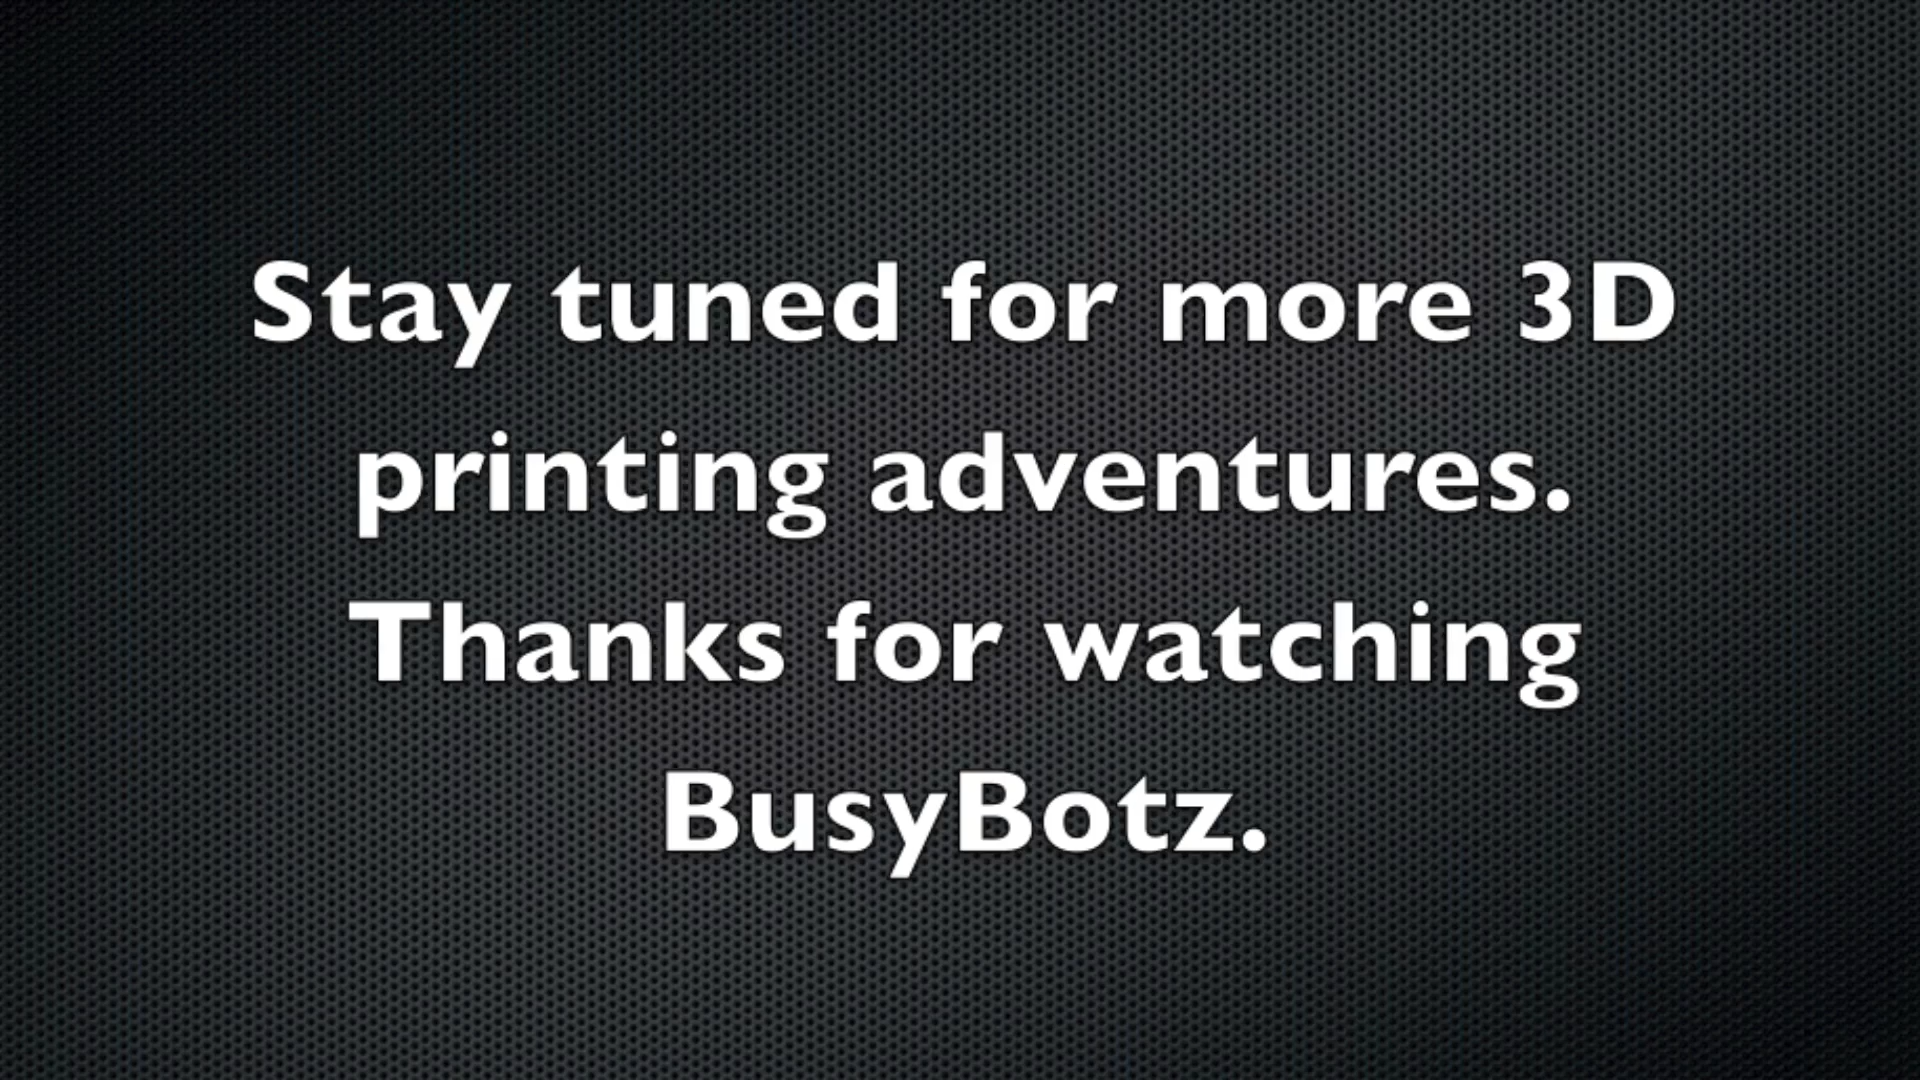 Stay tuned for more 3D
printing adventures.
Thanks for watching
BusyBotz.